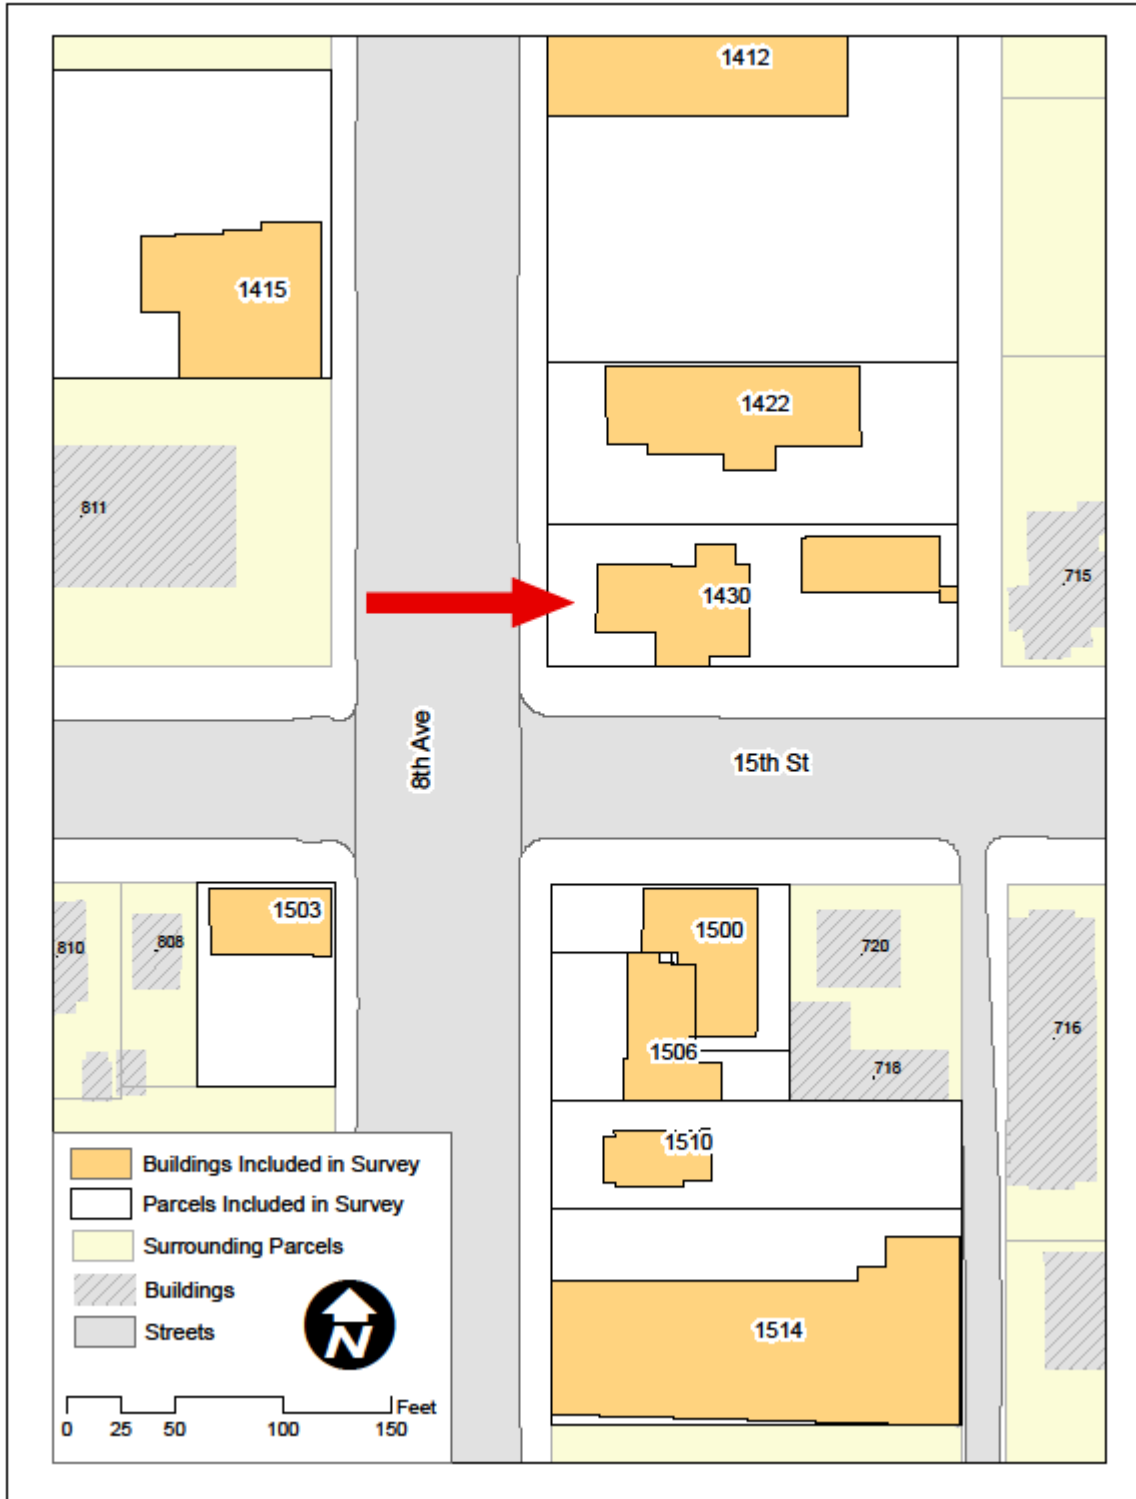 1412
1415
1422
811
715
1430
8th Ave
15th St
1503
810
808
1500
720
1506
716
718
1510
1514
Buildings Included in Survey
Parcels Included in Survey
Surrounding Parcels
Buildings
Streets
N
Feet
0 25 50 100 150